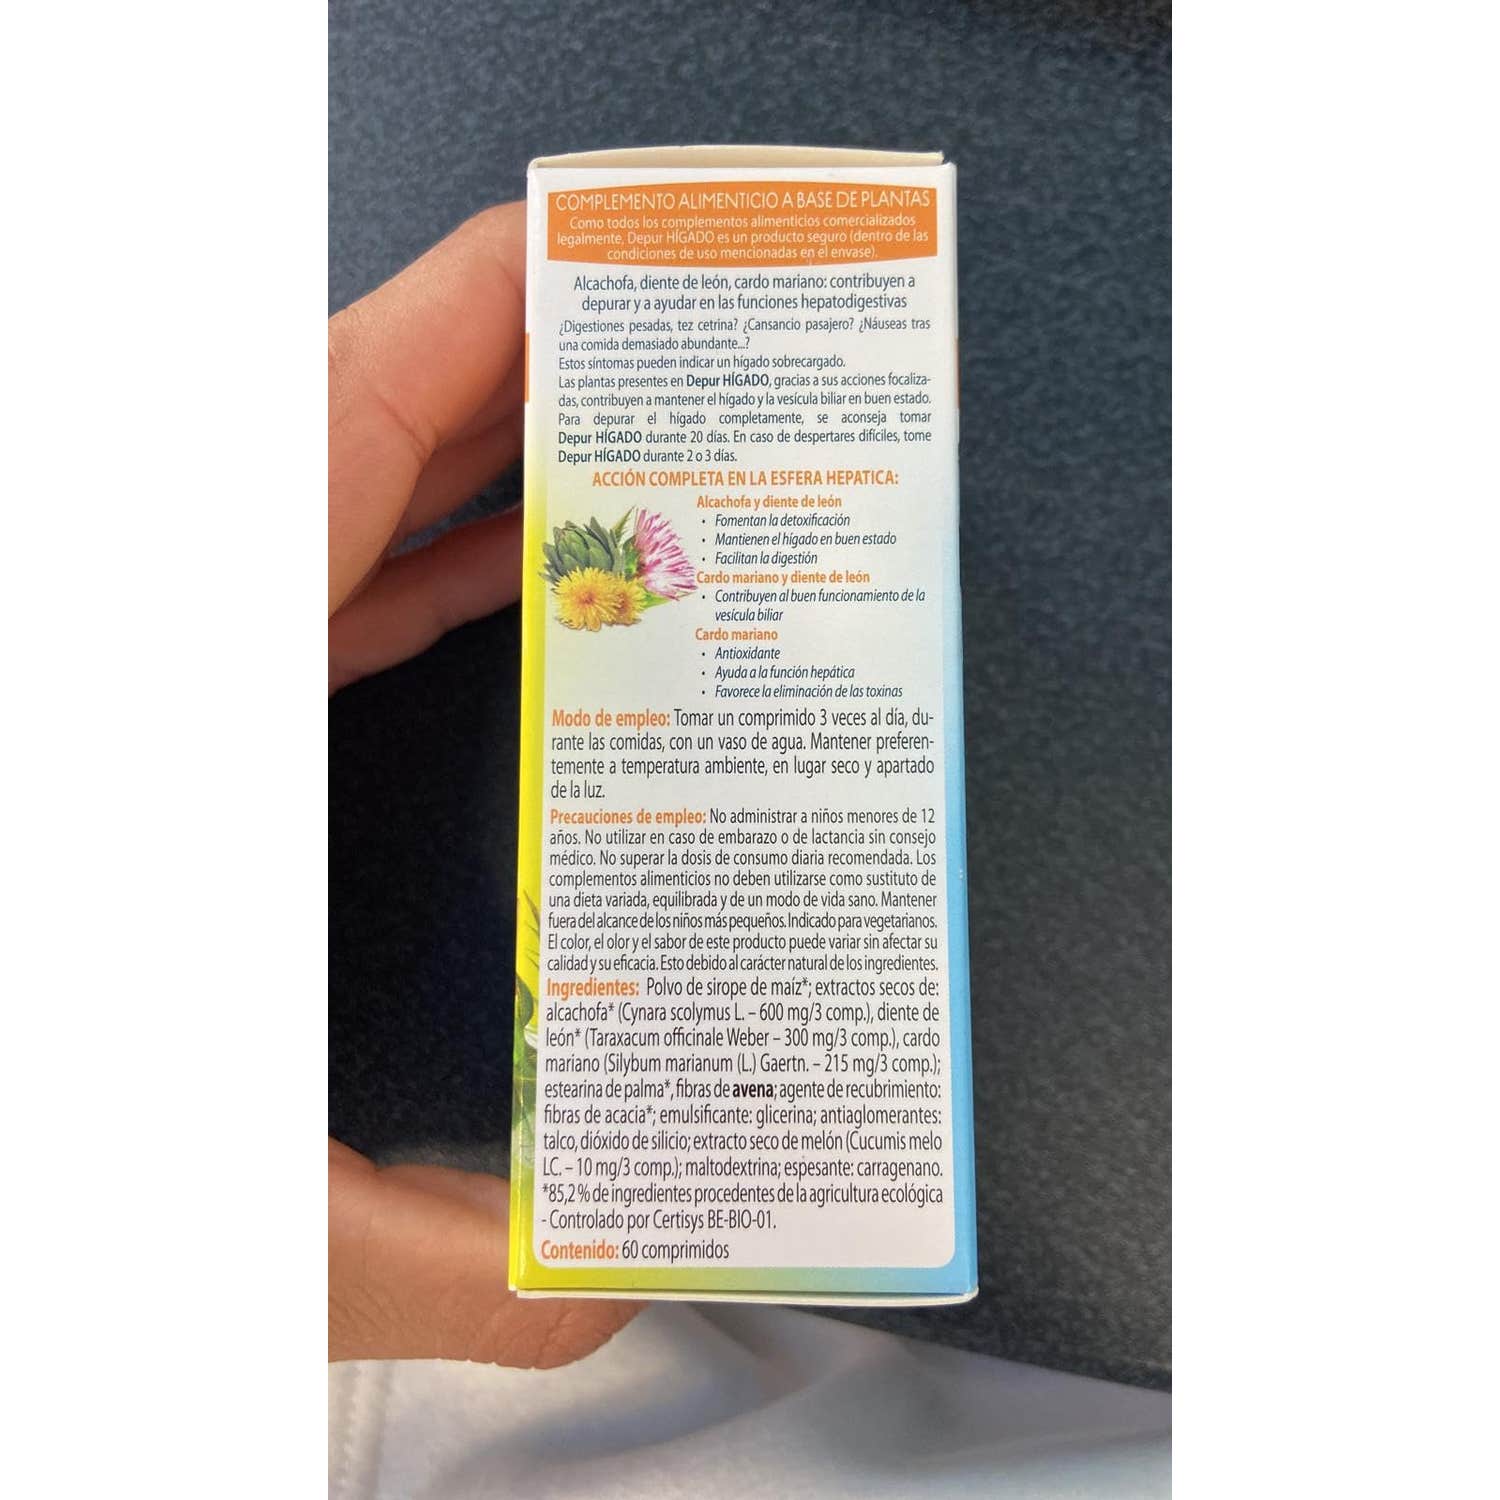 COMPLEMENTO ALIMENTICIO A BASE DE PLANTAS
Como todos los complementos alimenticios comercializados
legalmente, Depur HÍGADO es un producto seguro (dentro de las
condiciones de uso mencionadas en el envase).
Alcachofa, diente de león, cardo mariano: contribuyen a
depurar y a ayudar en las funciones hepatodigestivas
¿Digestiones pesadas, tez cetrina? ¿Cansancio pasajero? ¿Náuseas tras
una comida demasiado abundante...?
Estos síntomas pueden indicar un hígado sobrecargado.
Las plantas presentes en Depur HÍGADO, gracias a sus acciones focaliza-
das, contribuyen a mantener el hígado y la vesícula biliar en buen estado.
Para depurar el hígado completamente, se aconseja tomar
Depur HÍGADO durante 20 días. En caso de despertares difíciles, tome
Depur HÍGADO durante 2 o 3 días.
ACCIÓN COMPLETA EN LA ESFERA HEPATICA:
Alcachofa y diente de león
• Fomentan la detoxificación
• Mantienen el hígado en buen estado
• Facilitan la digestión
Cardo mariano y diente de león
• Contribuyen al buen funcionamiento de la
vesícula biliar
Cardo mariano
• Antioxidante
• Ayuda a la función hepática
• Favorece la eliminación de las toxinas
Modo de empleo: Tomar un comprimido 3 veces al día, du-
rante las comidas, con un vaso de agua. Mantener preferen-
temente a temperatura ambiente, en lugar seco y apartado
de la luz.
Precauciones de empleo: No administrar a niños menores de 12
años. No utilizar en caso de embarazo o de lactancia sin consejo
médico. No superar la dosis de consumo diaria recomendada. Los
complementos alimenticios no deben utilizarse como sustituto de
una dieta variada, equilibrada y de un modo de vida sano. Mantener
fuera del alcance de los niños más pequeños. Indicado para vegetarianos.
El color, el olor y el sabor de este producto puede variar sin afectar su
calidad y su eficacia. Esto debido al carácter natural de los ingredientes.
Ingredientes: Polvo de sirope de maíz*; extractos secos de:
alcachofa* (Cynara scolymus L. – 600 mg/3 comp.), diente de
león* (Taraxacum officinale Weber – 300 mg/3 comp.), cardo
mariano (Silybum marianum (L.) Gaertn. – 215 mg/3 comp.);
estearina de palma*, fibras de avena; agente de recubrimiento:
fibras de acacia*; emulsificante: glicerina; antiaglomerantes:
talco, dióxido de silicio; extracto seco de melón (Cucumis melo
LC. – 10 mg/3 comp.); maltodextrina; espesante: carragenano.
*85,2 % de ingredientes procedentes de la agricultura ecológica
- Controlado por Certisys BE-BIO-01.
Contenido: 60 comprimidos